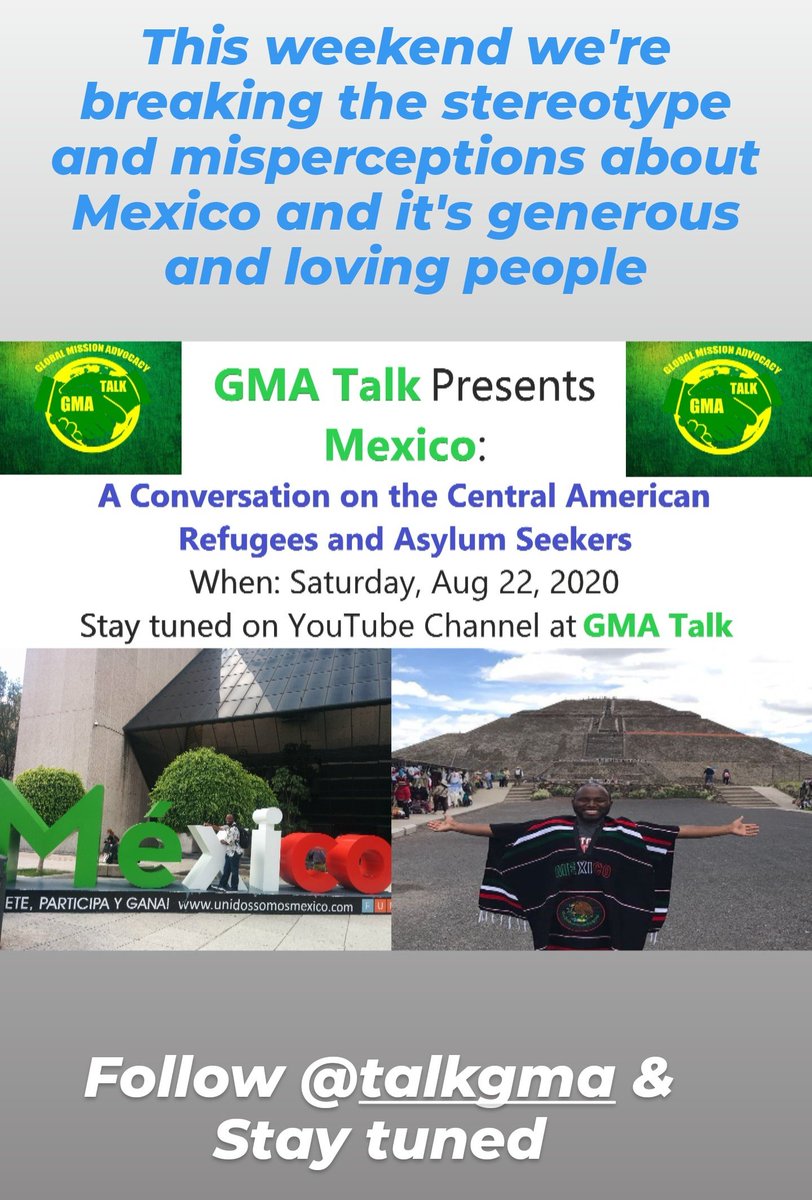 This weekend we're
breaking the stereotype
and misperceptions about
Mexico and it's generous
and loving people
GLOBAL MISSION ADVOCACY
TALK
GMA
GMA Talk Presents
Mexico:
GLOBAL MISSION ADVOCACY
TALK
GMA
A Conversation on the Central American
Refugees and Asylum Seekers
When: Saturday, Aug 22, 2020
Stay tuned on YouTube Channel at GMA Talk
México
ETE, PARTICIPA Y GANA! www.unidossomosmexico.com FU
MEXICO
Follow @talkgma &
Stay tuned